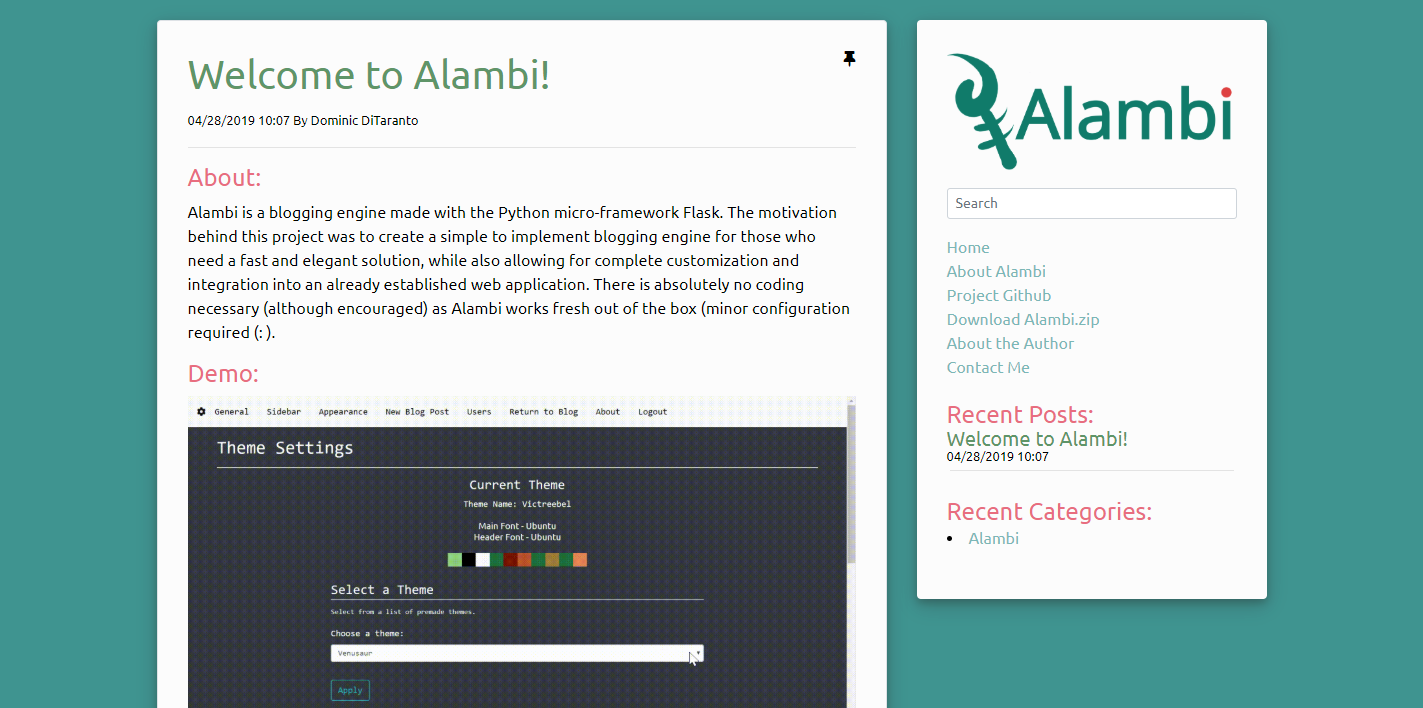 Welcome to Alambi!
04/28/2019 10:07 By Dominic DiTaranto
About:
Alambi is a blogging engine made with the Python micro-framework Flask. The motivation
behind this project was to create a simple to implement blogging engine for those who
need a fast and elegant solution, while also allowing for complete customization and
integration into an already established web application. There is absolutely no coding
necessary (although encouraged) as Alambi works fresh out of the box (minor configuration
required (: ).
Demo:
General Sidebar Appearance New Blog Post Users Return to Blog About Logout
Theme Settings
Current Theme
Theme Name: Victreebel
Main Font - Ubuntu
Header Font - Ubuntu
Select a Theme
Select from a list of premade themes.
Choose a theme:
Venusaur
Apply
Alambi
Search
Home
About Alambi
Project Github
Download Alambi.zip
About the Author
Contact Me
Recent Posts:
Welcome to Alambi!
04/28/2019 10:07
Recent Categories:
Alambi